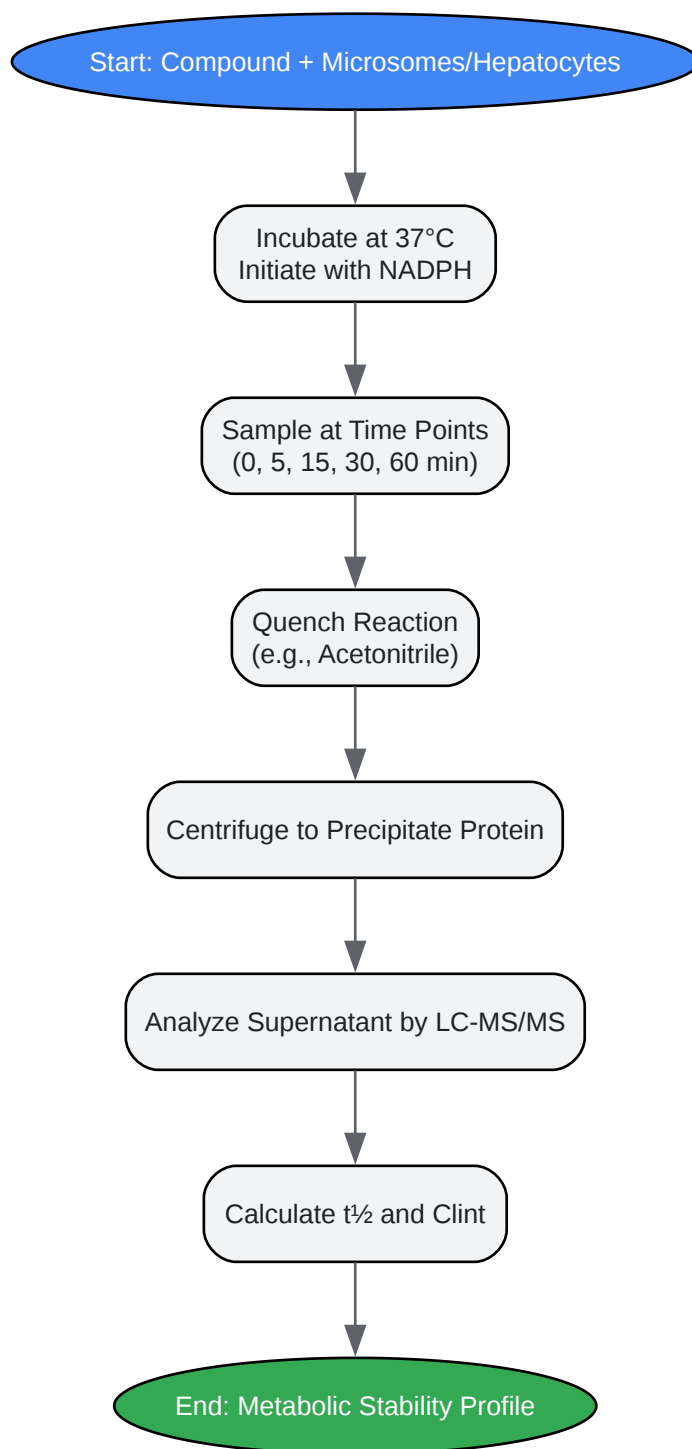 Start: Compound + Microsomes/Hepatocytes
Incubate at 37°C
Initiate with NADPH
Sample at Time Points
(0, 5, 15, 30, 60 min)
Quench Reaction
(e.g., Acetonitrile)
Centrifuge to Precipitate Protein
Analyze Supernatant by LC-MS/MS
Calculate t½ and Clint
End: Metabolic Stability Profile